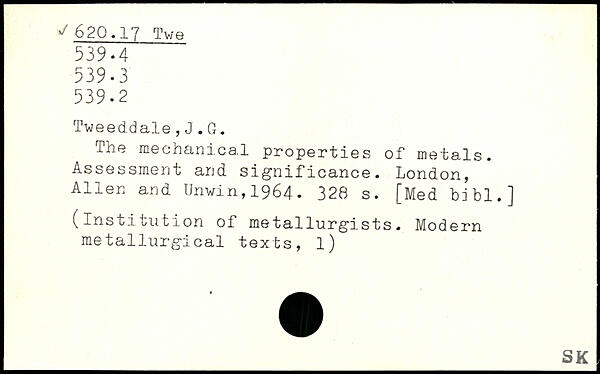 620.17 Twe
539.4
539.3
539.2
Tweeddale,J.G.
The mechanical properties of metals.
Assessment and significance. London,
Allen and Unwin,1964. 328 s. [Med bibl.]
(Institution of metallurgists. Modern
metallurgical texts, 1)
SK